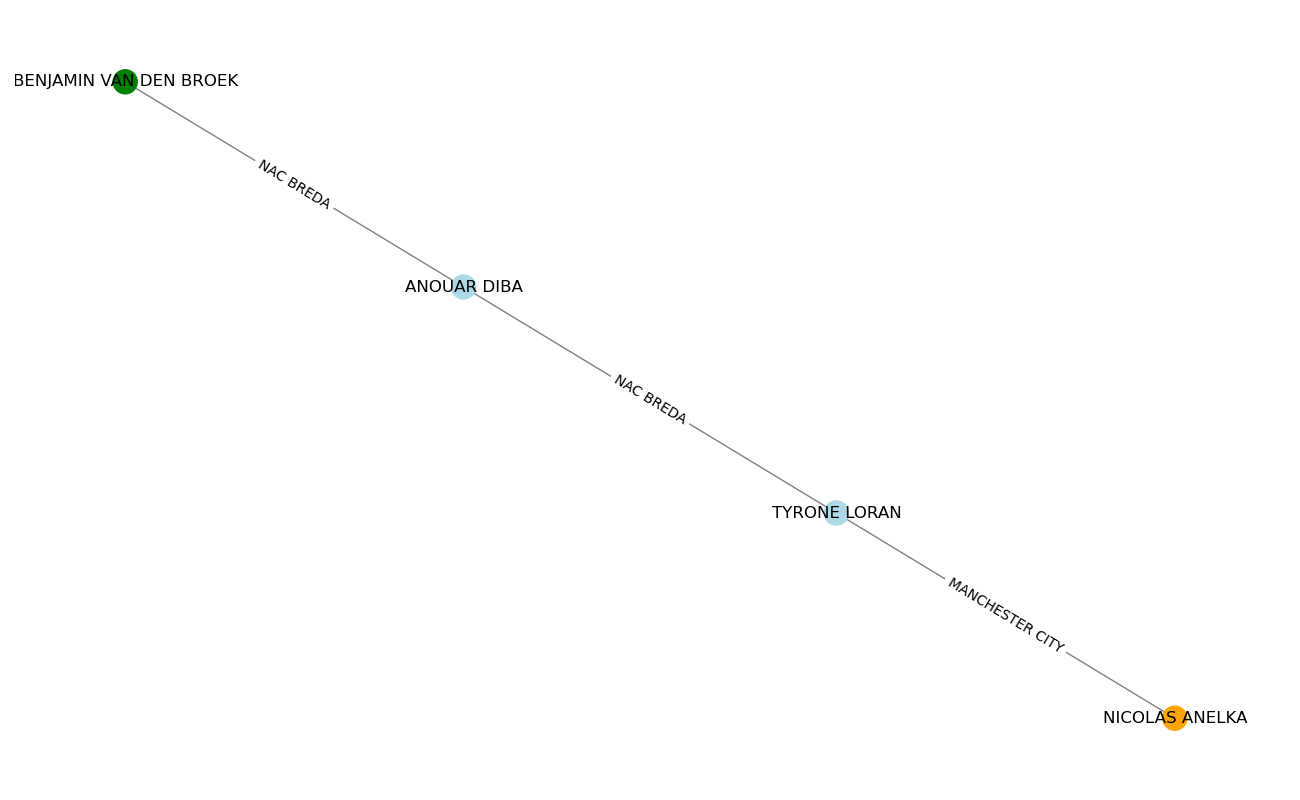 BENJAMIN VAN DEN BROEK
NAC BREDA
ANOUAR DIBA
NAC BREDA
TYRONE LORAN
MANCHESTER CITY
NICOLAS ANELKA